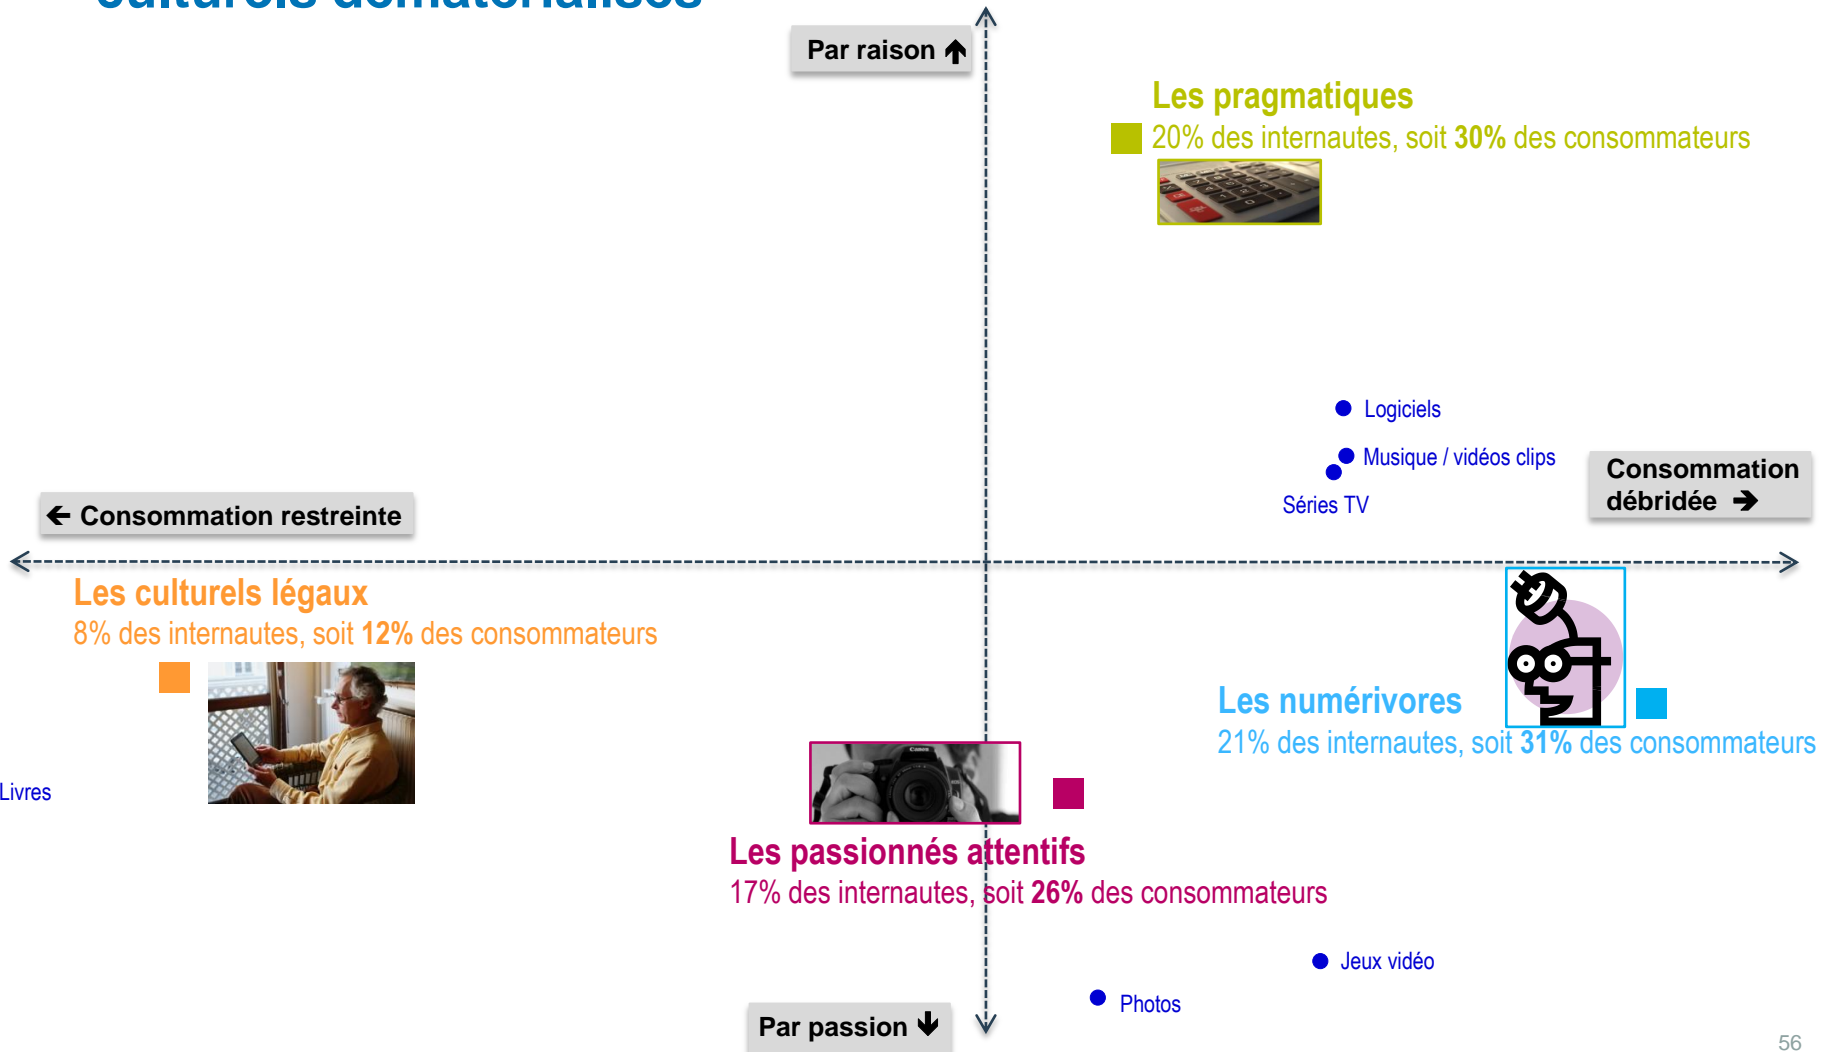 culturels dématérialisés
Par raison ↑
Les pragmatiques
20% des internautes, soit 30% des consommateurs
Logiciels
Musique / vidéos clips
Séries TV
Consommation
débridée →
← Consommation restreinte
Les culturels légaux
8% des internautes, soit 12% des consommateurs
Livres
Les numérivores
21% des internautes, soit 31% des consommateurs
Canon
Les passionnés attentifs
17% des internautes, soit 26% des consommateurs
Jeux vidéo
Photos
Par passion ↓
56